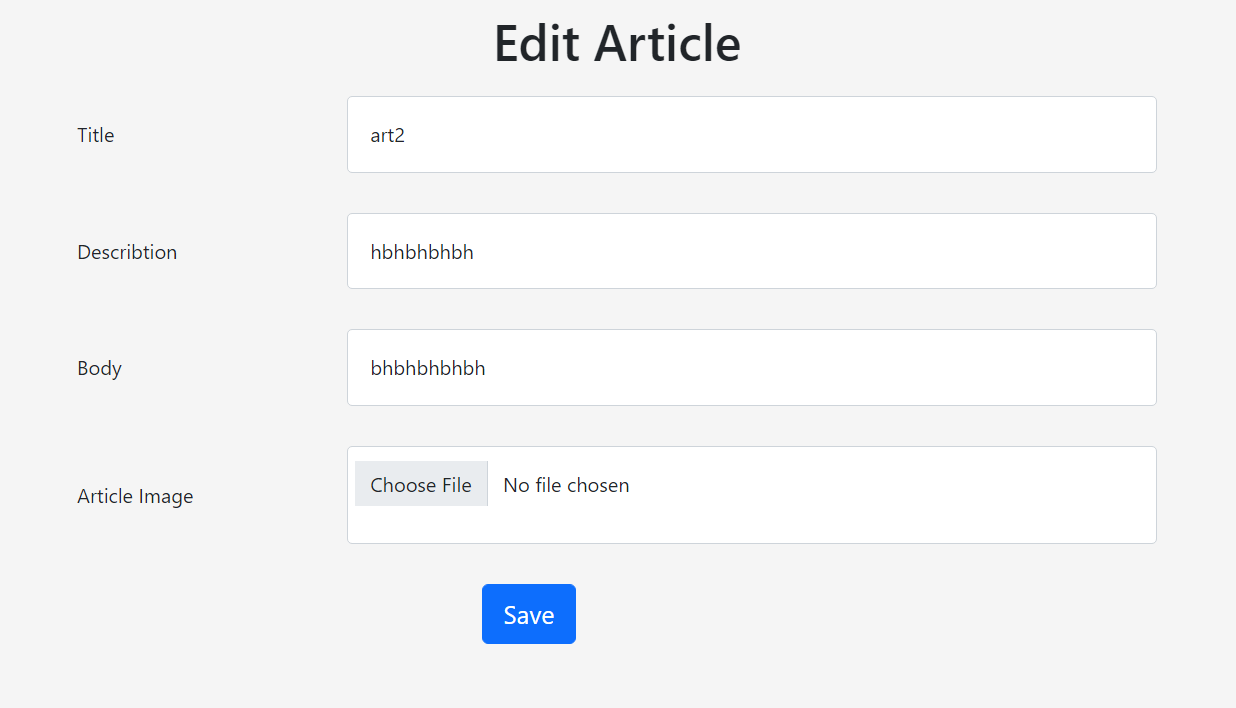 Edit Article
Title
art2
Describtion
hbhbhbhbh
Body
bhbhbhbhbh
Article Image
Choose File No file chosen
Save